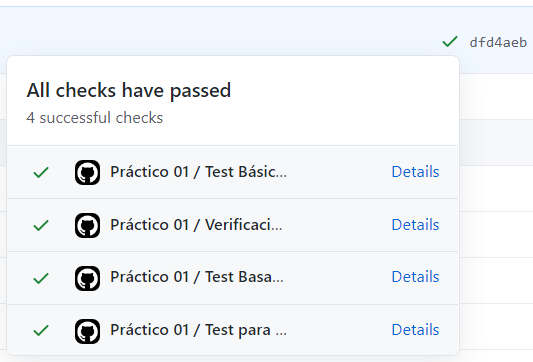 dfd4aeb
All checks have passed
4 successful checks
Práctico 01 / Test Básic... Details
Práctico 01 / Verificaci... Details
Práctico 01 / Test Basa... Details
Práctico 01 / Test para ... Details